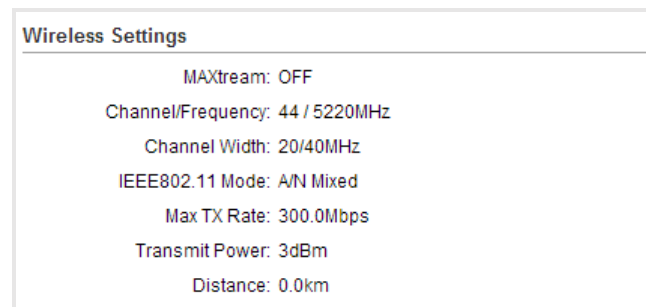 Wireless Settings
MAXtream: OFF
Channel/Frequency: 44 / 5220MHz
Channel Width: 20/40MHz
IEEE802.11 Mode: A/N Mixed
Max TX Rate: 300.0Mbps
Transmit Power: 3dBm
Distance: 0.0km